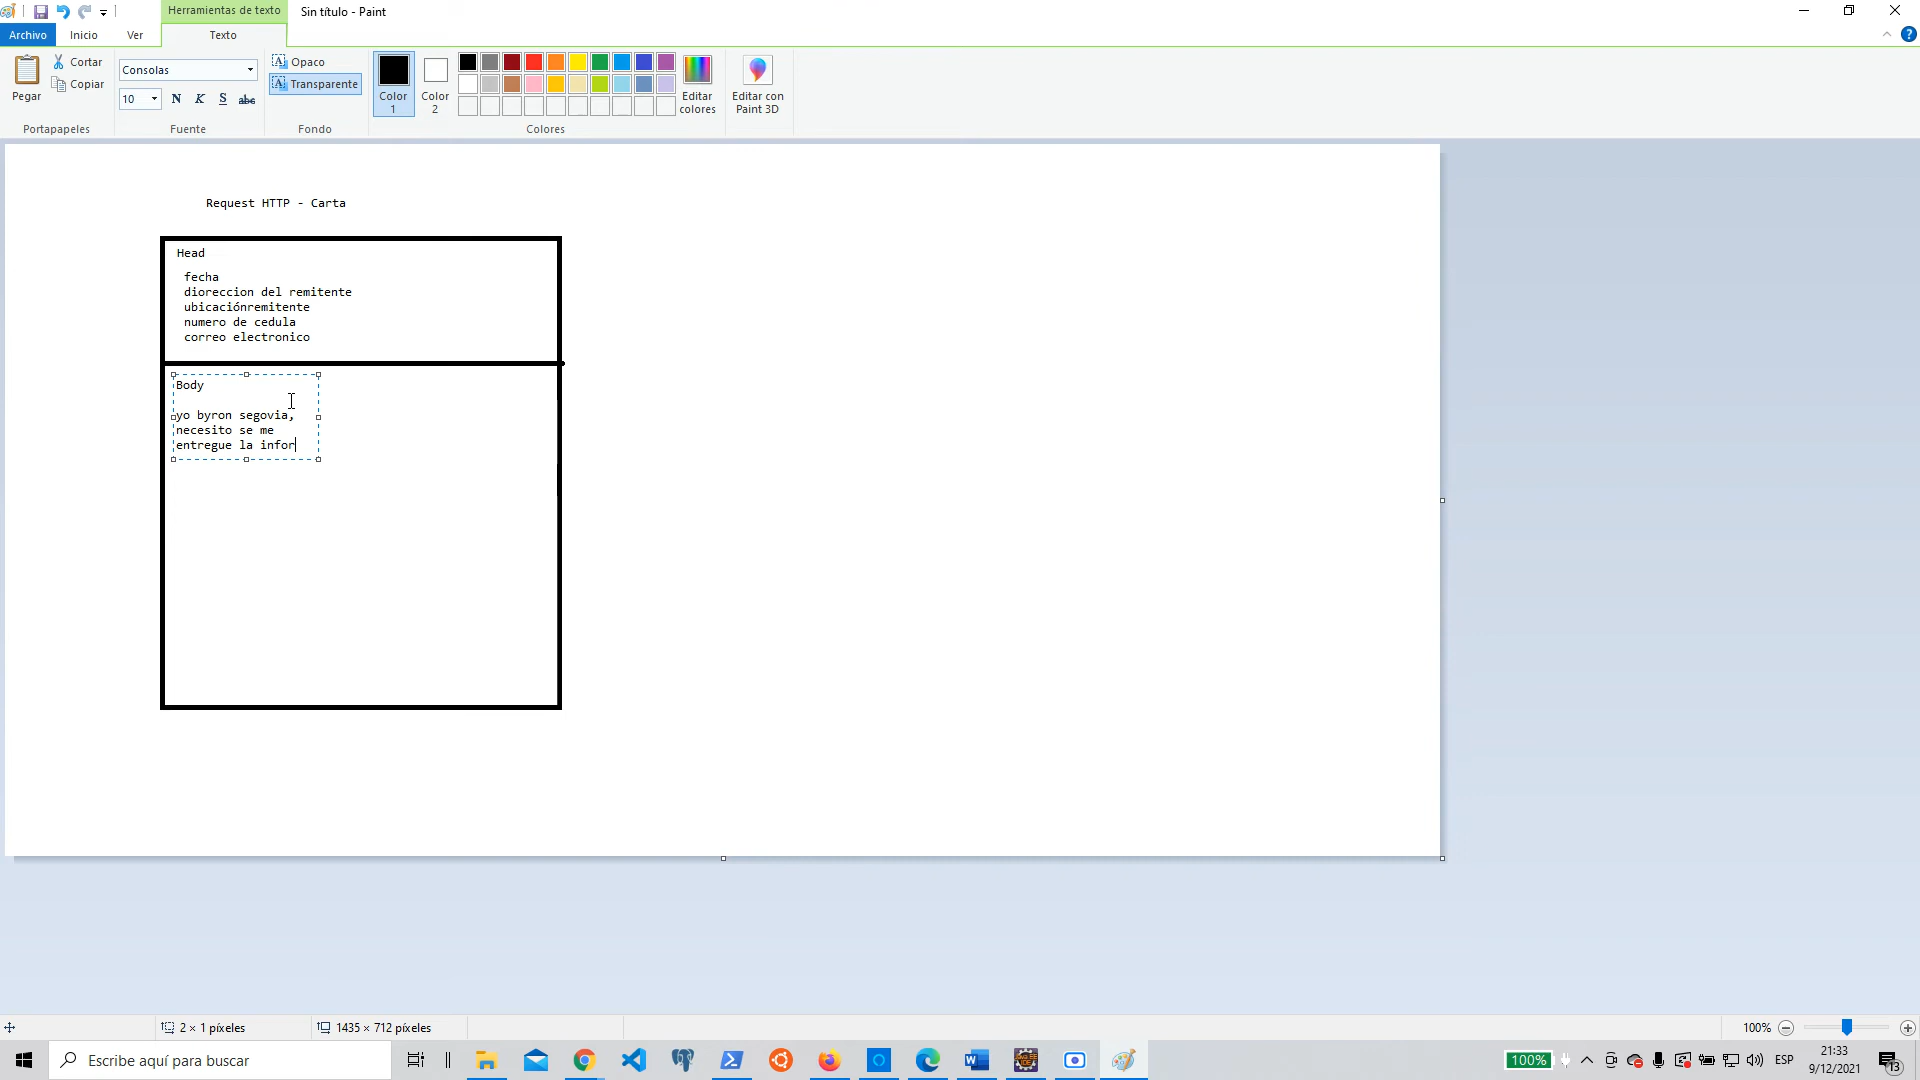 Herramientas de texto
Sin título - Paint
Archivo
Inicio
Ver
Texto
Pegar
Cortar
Copiar
Portapapeles
Consolas
10
N
K
S
abc
Fuente
Opaco
Transparente
Fondo
Color 1
Color 2
Editar colores
Colores
Editar con Paint 3D
Request HTTP - Carta
Head
fecha
dioreccion del remitente
ubicaciónremitente
numero de cedula
correo electronico
Body
yo byron segovia,
necesito se me
entregue la infor
2 × 1 píxeles
1435 × 712 píxeles
100%
Escribe aquí para buscar
100%
ESP
21:33
9/12/2021
13